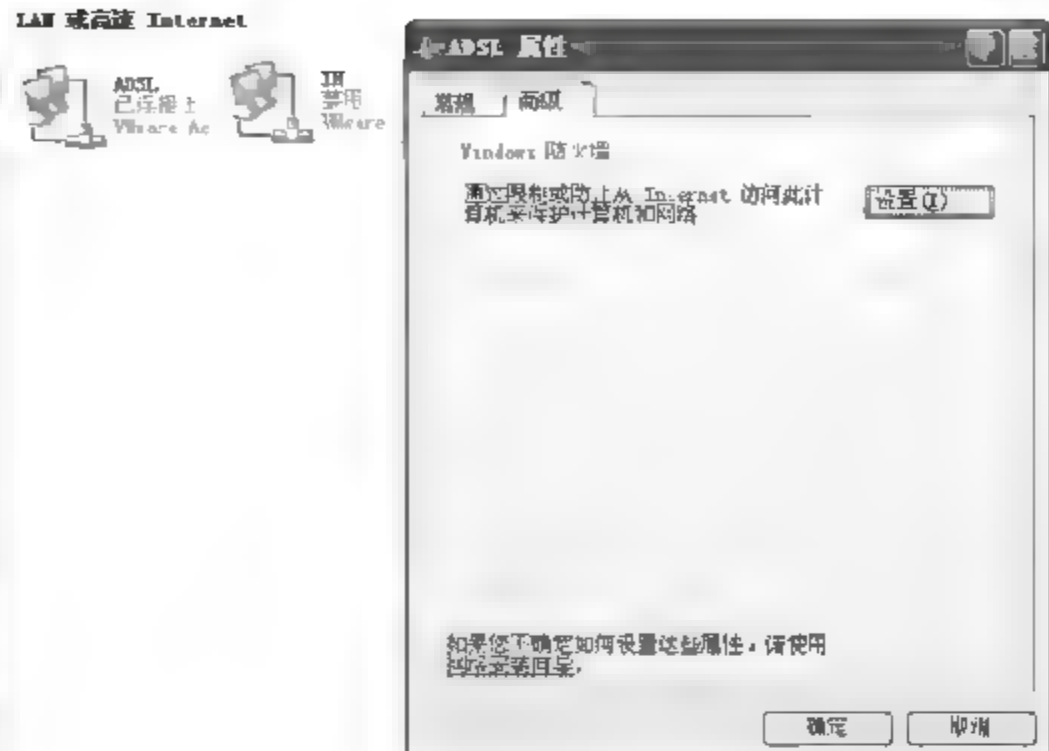 LAN 或高速 Internet
ADSL
已连接上
VMware Ac
禁用
VMware
ADSL 属性
常规
高级
Windows 防火墙
通过限制或防止从 Internet 访问此计
算机来保护计算机和网络
设置(I)
如果您不确定如何设置这些属性，请使用
网络安装向导。
确定
取消